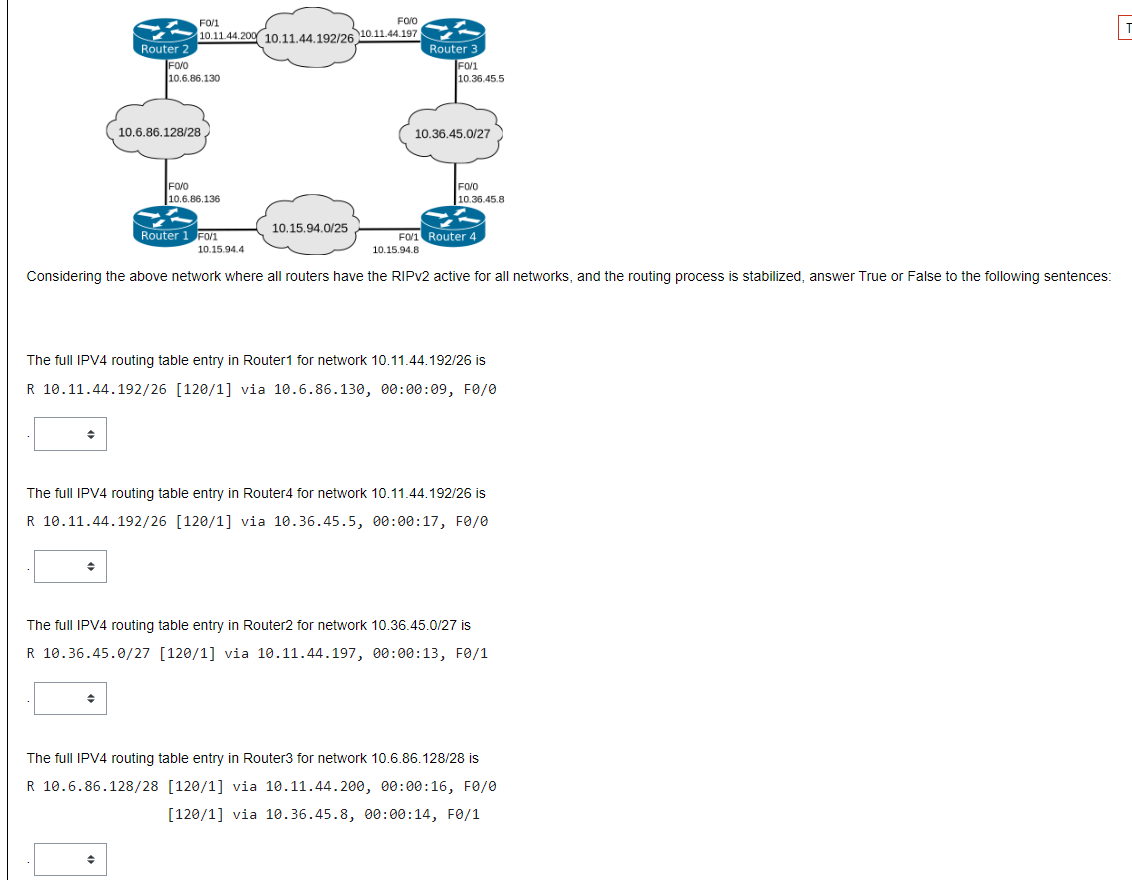 F0/1
10.11.44.200
10.11.44.192/26
F0/0
10.11.44.197
Router 2
Router 3
F0/0
10.6.86.130
F0/1
10.36.45.5
10.6.86.128/28
10.36.45.0/27
F0/0
10.6.86.136
F0/0
10.36.45.8
Router 1
F0/1
10.15.94.4
10.15.94.0/25
F0/1
10.15.94.8
Router 4
T
Considering the above network where all routers have the RIPv2 active for all networks, and the routing process is stabilized, answer True or False to the following sentences:
The full IPV4 routing table entry in Router1 for network 10.11.44.192/26 is
R 10.11.44.192/26 [120/1] via 10.6.86.130, 00:00:09, F0/0
.
The full IPV4 routing table entry in Router4 for network 10.11.44.192/26 is
R 10.11.44.192/26 [120/1] via 10.36.45.5, 00:00:17, F0/0
.
The full IPV4 routing table entry in Router2 for network 10.36.45.0/27 is
R 10.36.45.0/27 [120/1] via 10.11.44.197, 00:00:13, F0/1
.
The full IPV4 routing table entry in Router3 for network 10.6.86.128/28 is
R 10.6.86.128/28 [120/1] via 10.11.44.200, 00:00:16, F0/0
[120/1] via 10.36.45.8, 00:00:14, F0/1
.